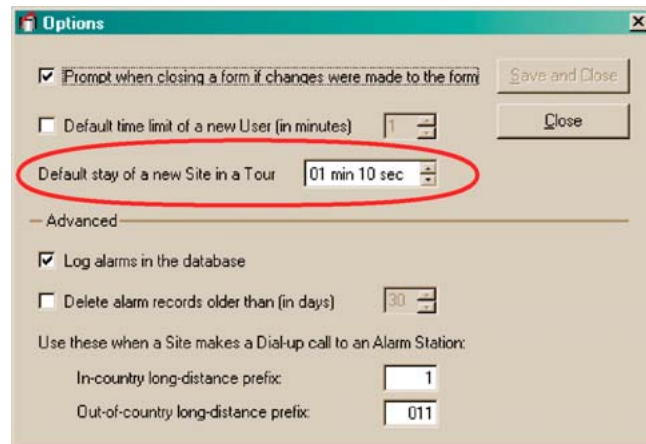 Options
Prompt when closing a form if changes were made to the form
Save and Close
Default time limit of a new User (in minutes) 1
Close
Default stay of a new Site in a Tour 01 min 10 sec
Advanced
Log alarms in the database
Delete alarm records older than (in days) 30
Use these when a Site makes a Dial-up call to an Alarm Station:
In-country long-distance prefix: 1
Out-of-country long-distance prefix: 011